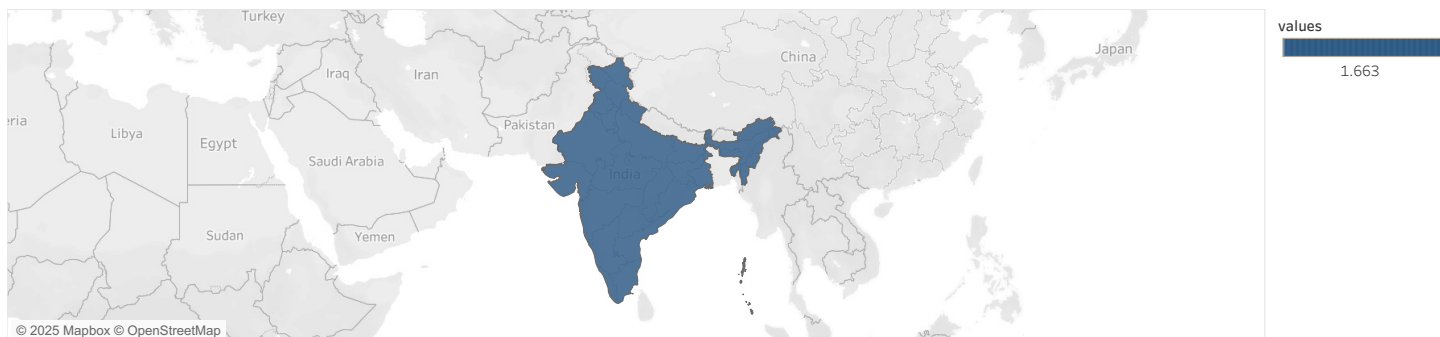 Turkey
China
Japan
Iraq
Iran
Pakistan
eria
Libya
Egypt
Saudi Arabia
India
Sudan
Yemen
© 2025 Mapbox © OpenStreetMap
values
1.663